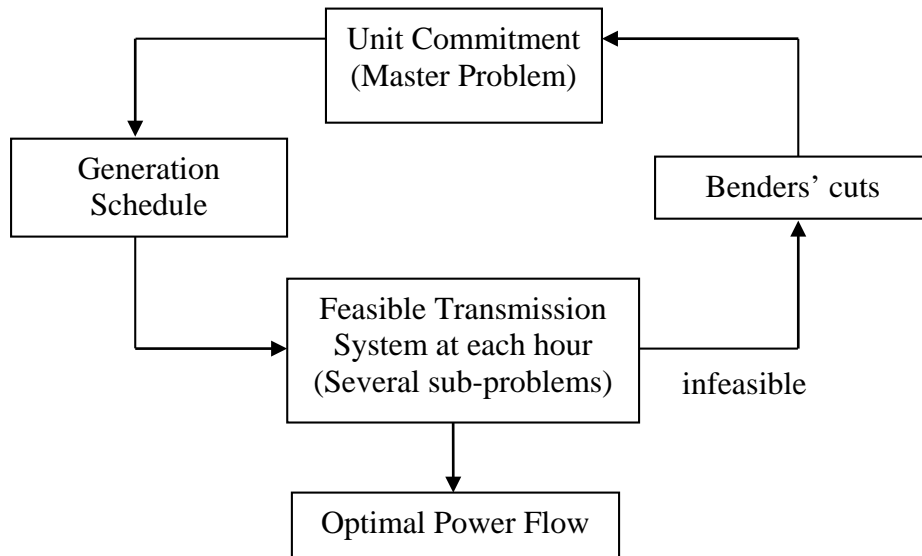 Unit Commitment
(Master Problem)
Generation
Schedule
Benders’ cuts
Feasible Transmission
System at each hour
(Several sub-problems)
infeasible
Optimal Power Flow